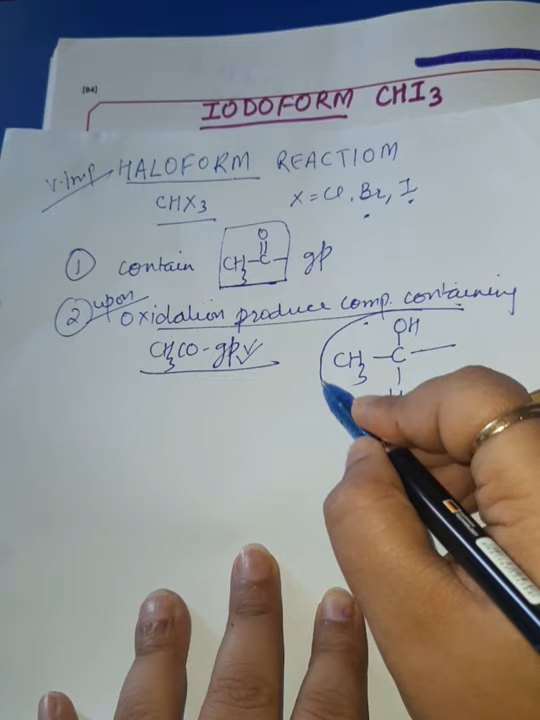 [94]
IODOFORM CHI3
V.Imp HALOFORM REACTIOM
CHX3 X = Cl, Br, I
① contain CH3-C- gp
O
② upon oxidation produce comp. containing
CH3CO-gp ✓
OH
CH3-C-
H